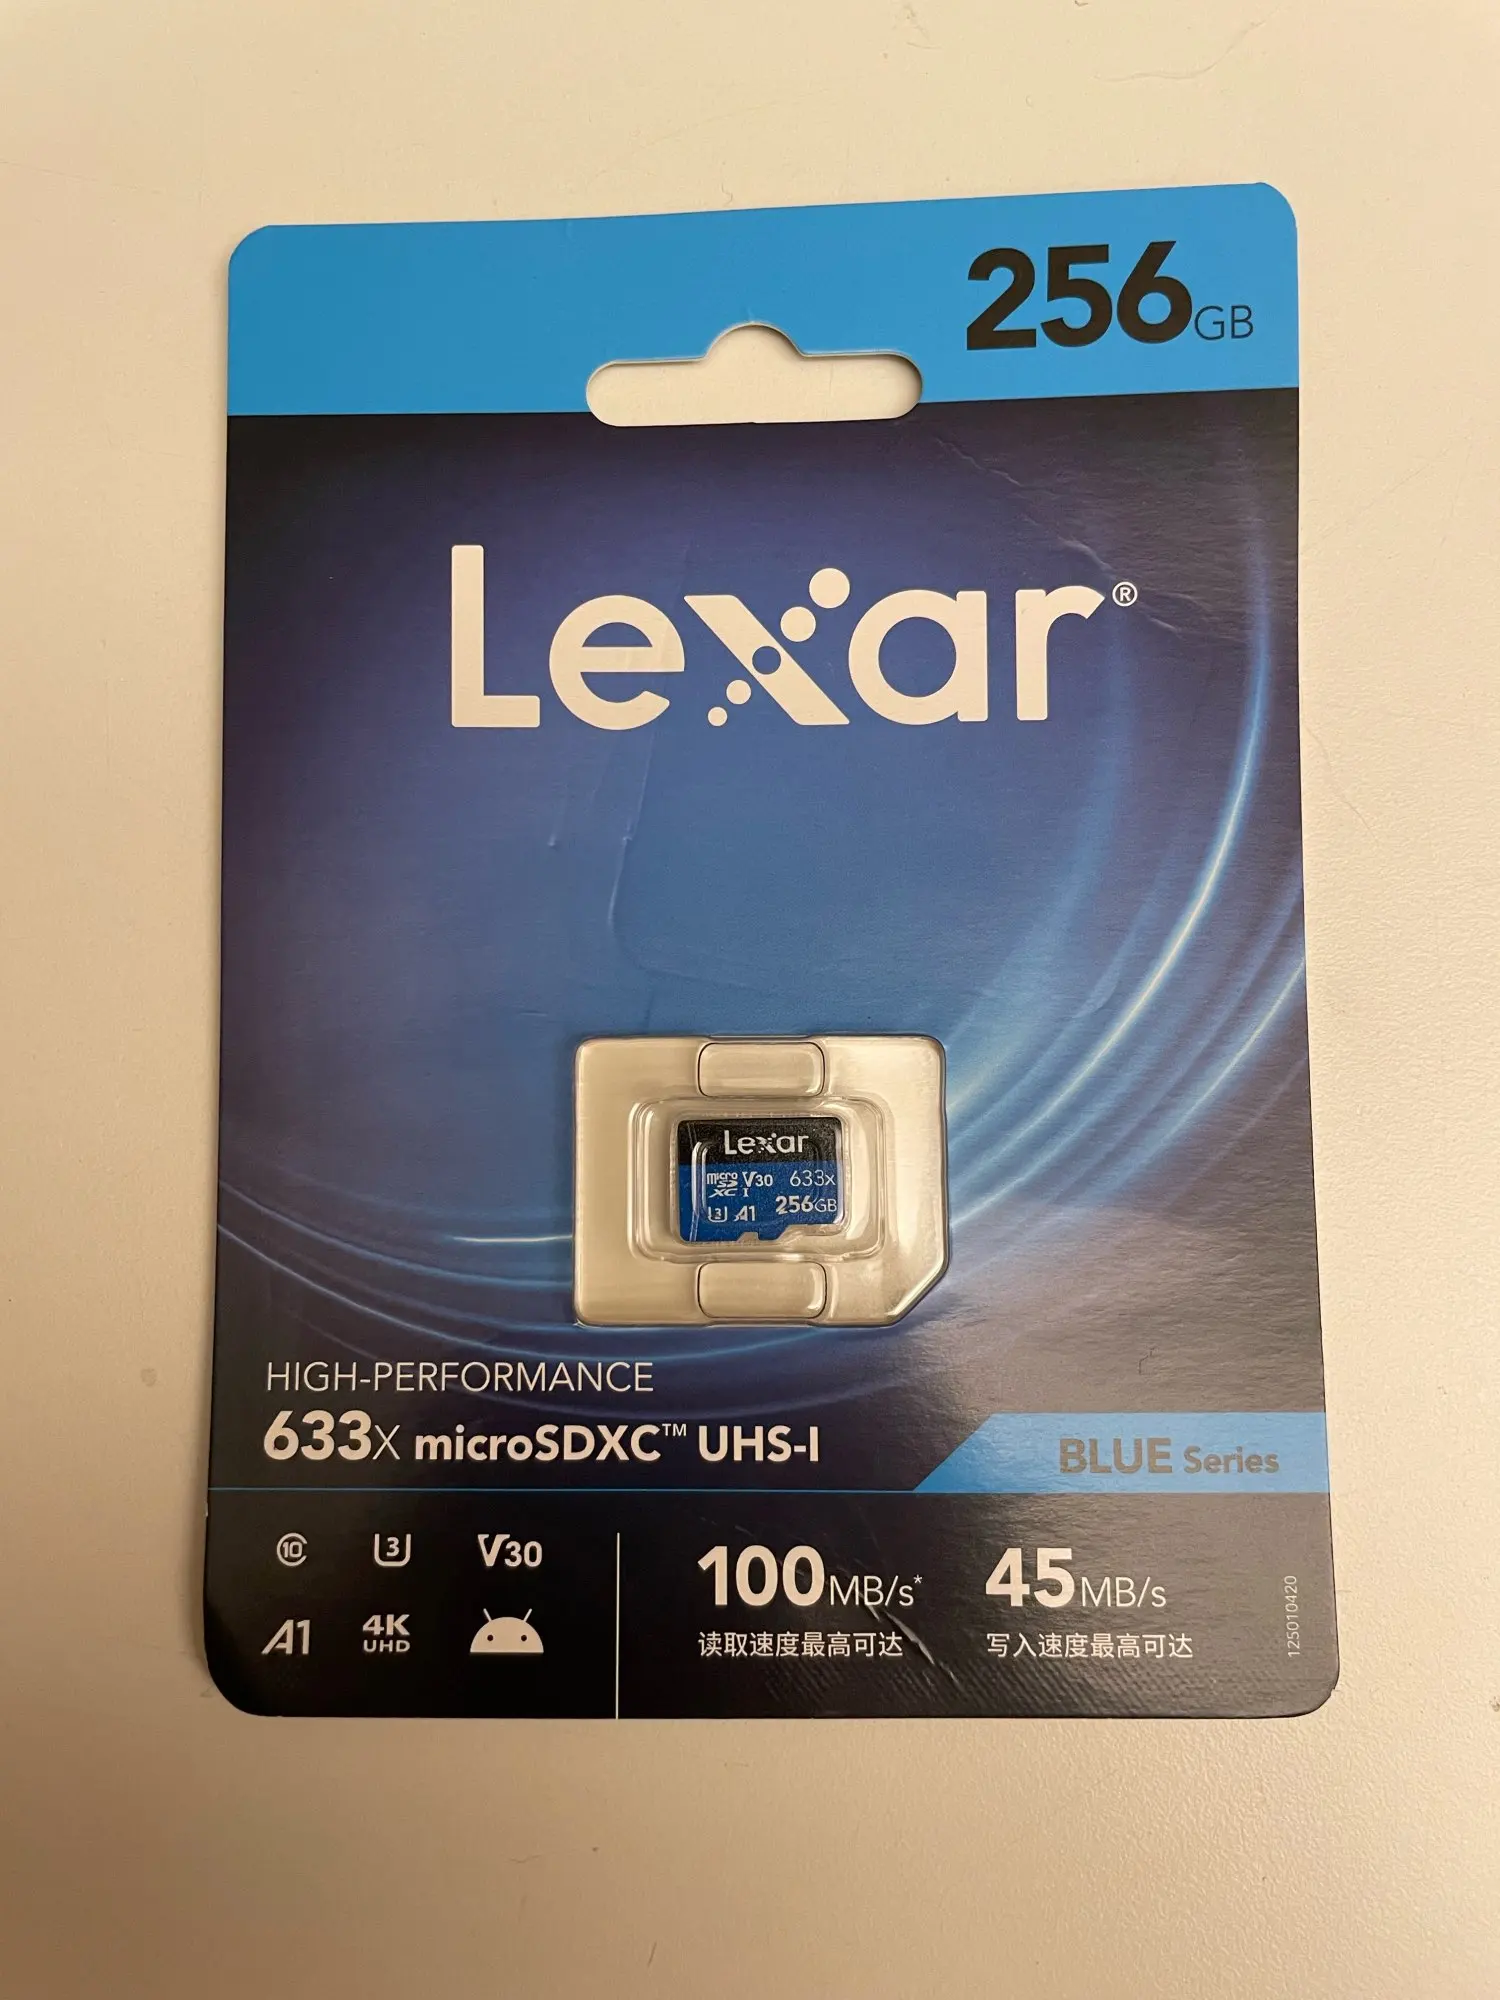 256GB
Lexar®
Lexar
micro SD XC I V30 633x
3 A1 256GB
HIGH-PERFORMANCE
633X microSDXC™ UHS-I
BLUE Series
10 3 V30
A1 4K UHD
100MB/s*
读取速度最高可达
45MB/s
写入速度最高可达
125010420